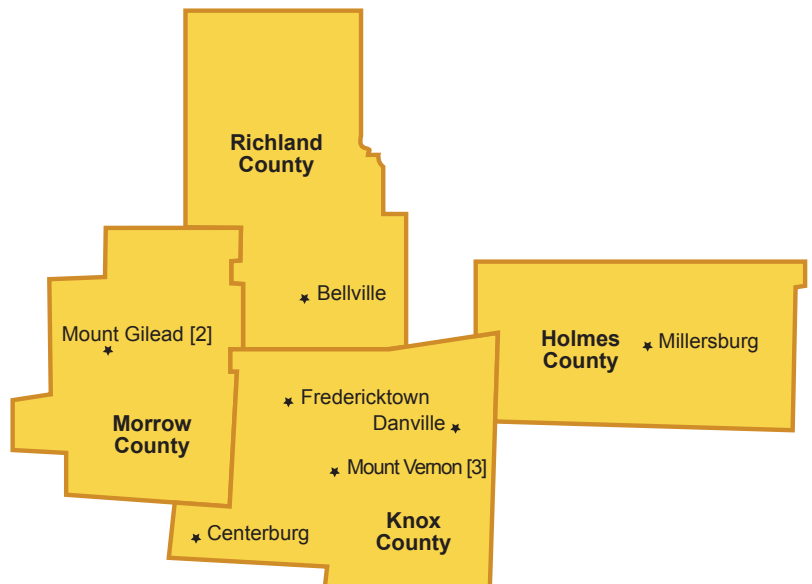 Richland
County
Bellville
Mount Gilead [2]
Holmes
County
Millersburg
Fredericktown
Danville
Morrow
County
Mount Vernon [3]
Knox
County
Centerburg